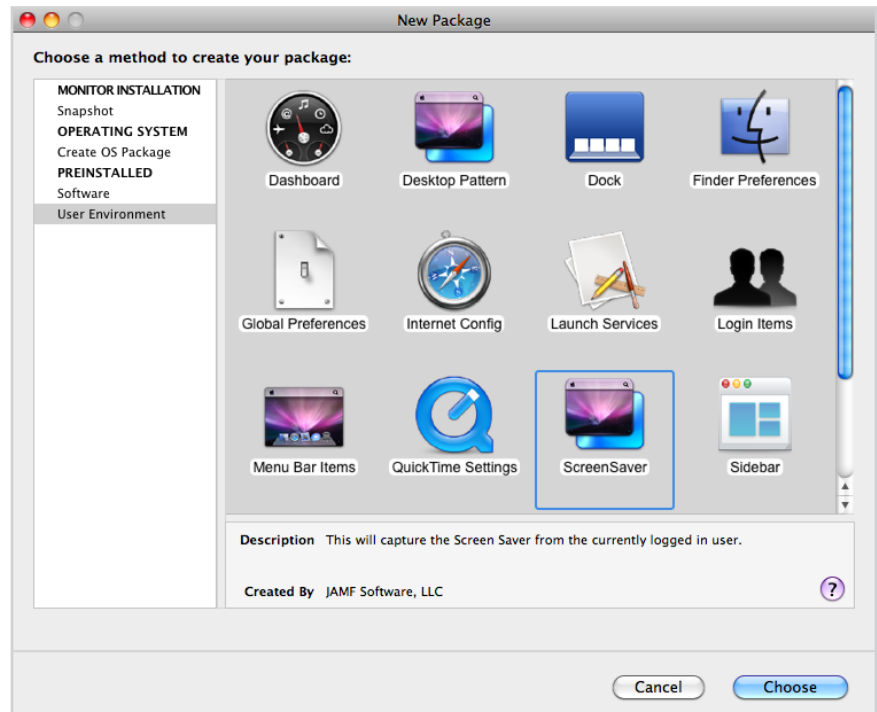 New Package
Choose a method to create your package:
MONITOR INSTALLATION
Snapshot
OPERATING SYSTEM
Create OS Package
PREINSTALLED
Software
User Environment
Dashboard
Desktop Pattern
Dock
Finder Preferences
Global Preferences
Internet Config
Launch Services
Login Items
Menu Bar Items
QuickTime Settings
ScreenSaver
Sidebar
Description This will capture the Screen Saver from the currently logged in user.
Created By JAMF Software, LLC
?
Cancel
Choose